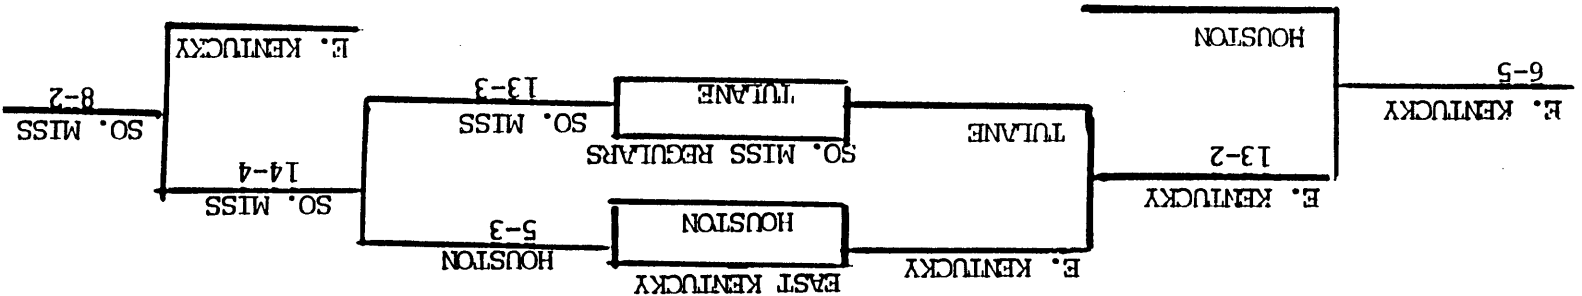 EAST KENTUCKY
E. KENTUCKY
HOUSTON
5-3
HOUSTON
E. KENTUCKY
13-2
SO. MISS
14-4
SO. MISS REGULARS
TULANE
SO. MISS
13-3
TULANE
E. KENTUCKY
6-5
SO. MISS
8-2
HOUSTON
E. KENTUCKY